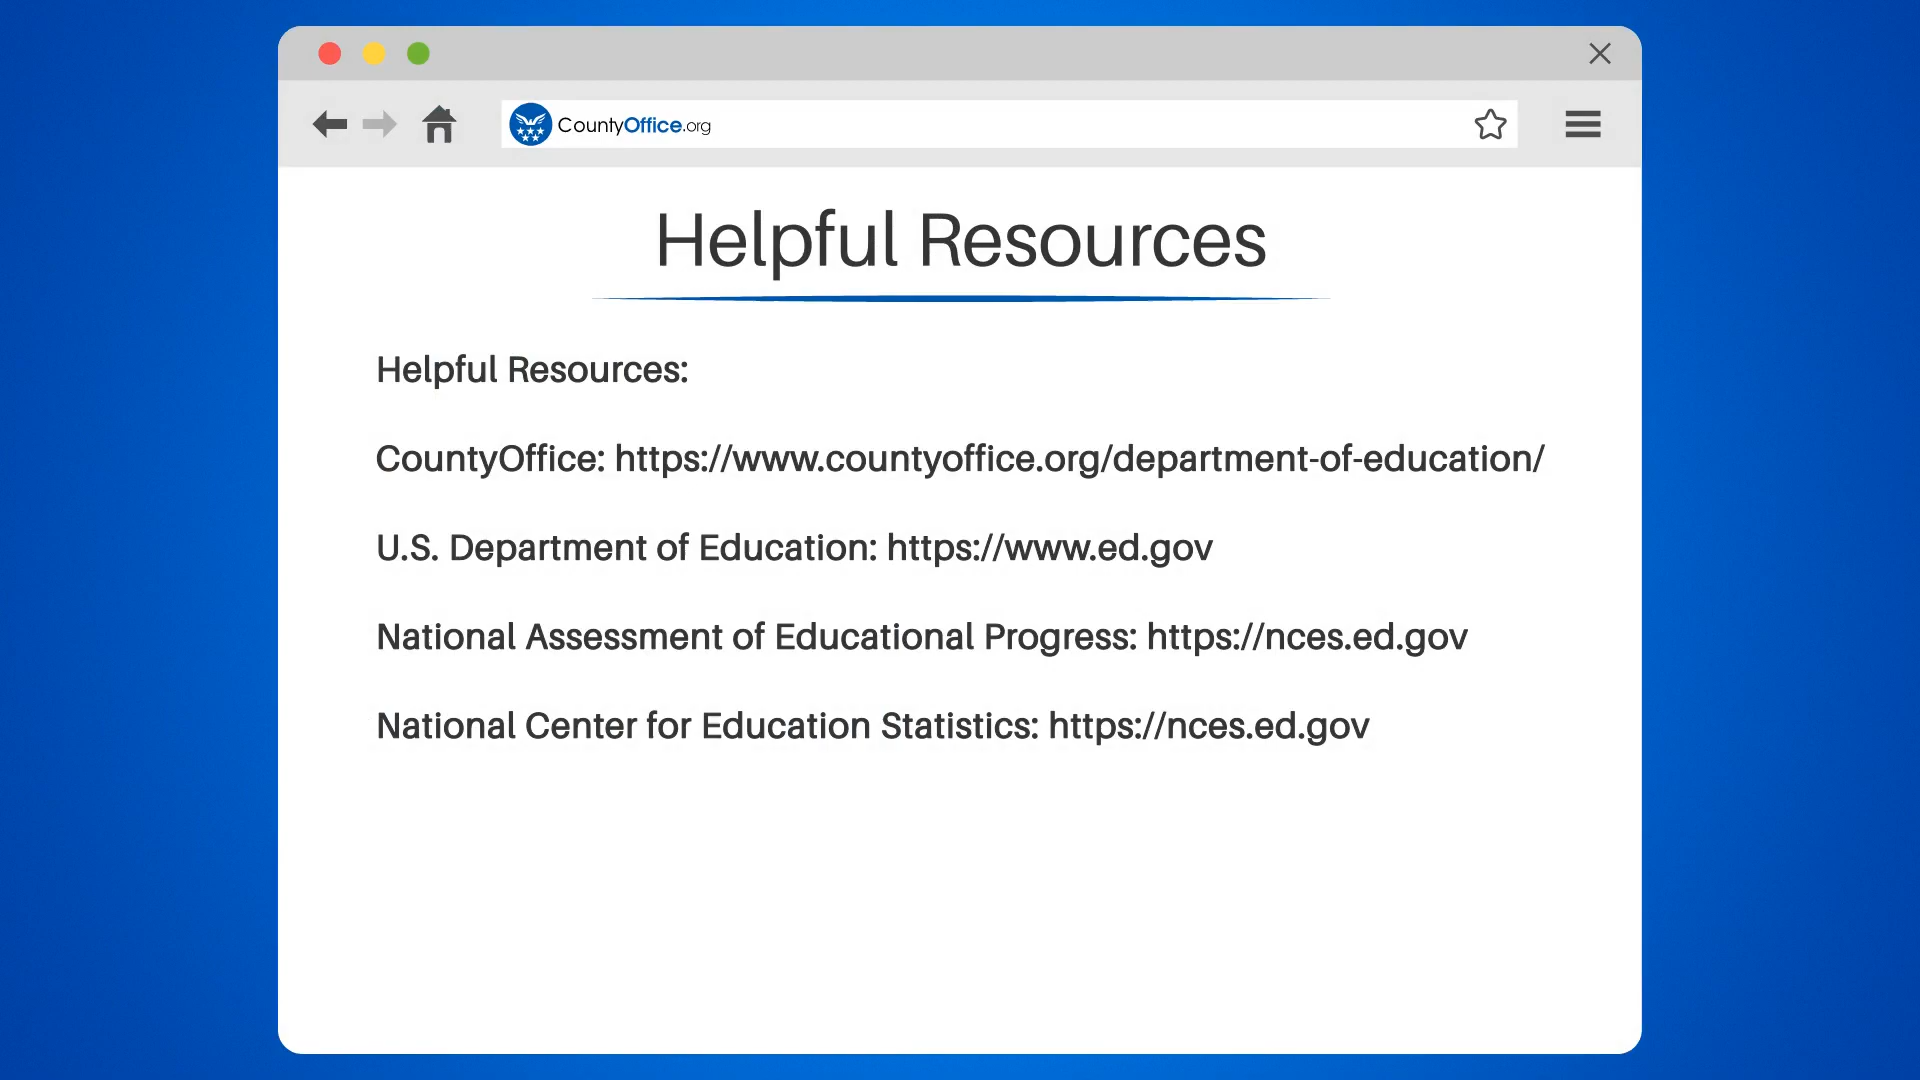 CountyOffice.org
Helpful Resources
Helpful Resources:
CountyOffice: https://www.countyoffice.org/department-of-education/
U.S. Department of Education: https://www.ed.gov
National Assessment of Educational Progress: https://nces.ed.gov
National Center for Education Statistics: https://nces.ed.gov